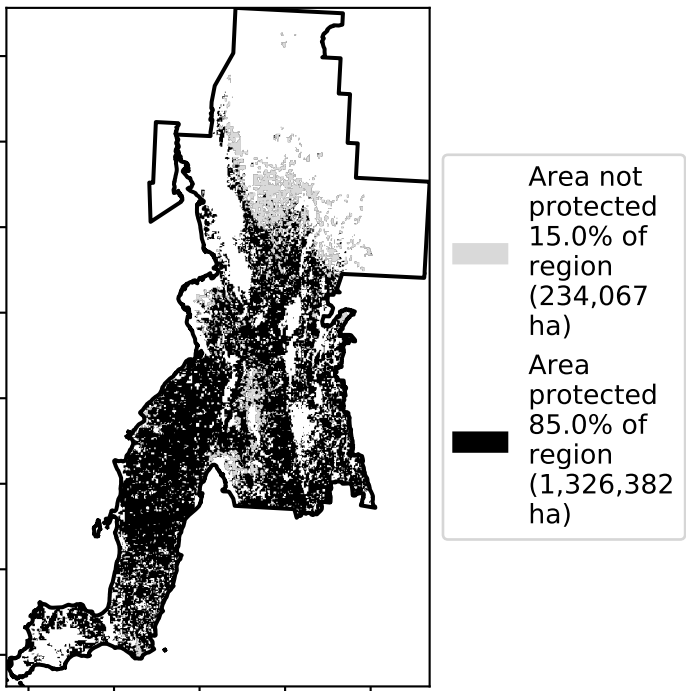 Area not
protected
15.0% of
region
(234,067
ha)
Area
protected
85.0% of
region
(1,326,382
ha)